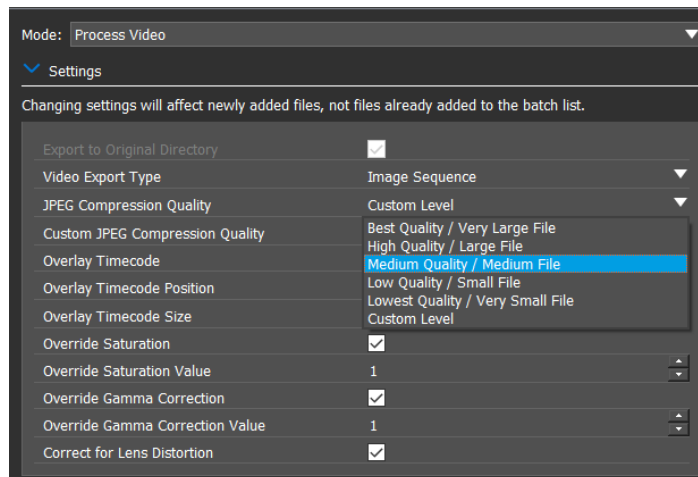 Mode: Process Video
Settings
Changing settings will affect newly added files, not files already added to the batch list.
Export to Original Directory
Video Export Type Image Sequence
JPEG Compression Quality Custom Level
Custom JPEG Compression Quality
Best Quality / Very Large File
High Quality / Large File
Overlay Timecode
Medium Quality / Medium File
Overlay Timecode Position
Low Quality / Small File
Lowest Quality / Very Small File
Overlay Timecode Size
Custom Level
Override Saturation
Override Saturation Value 1
Override Gamma Correction
Override Gamma Correction Value 1
Correct for Lens Distortion